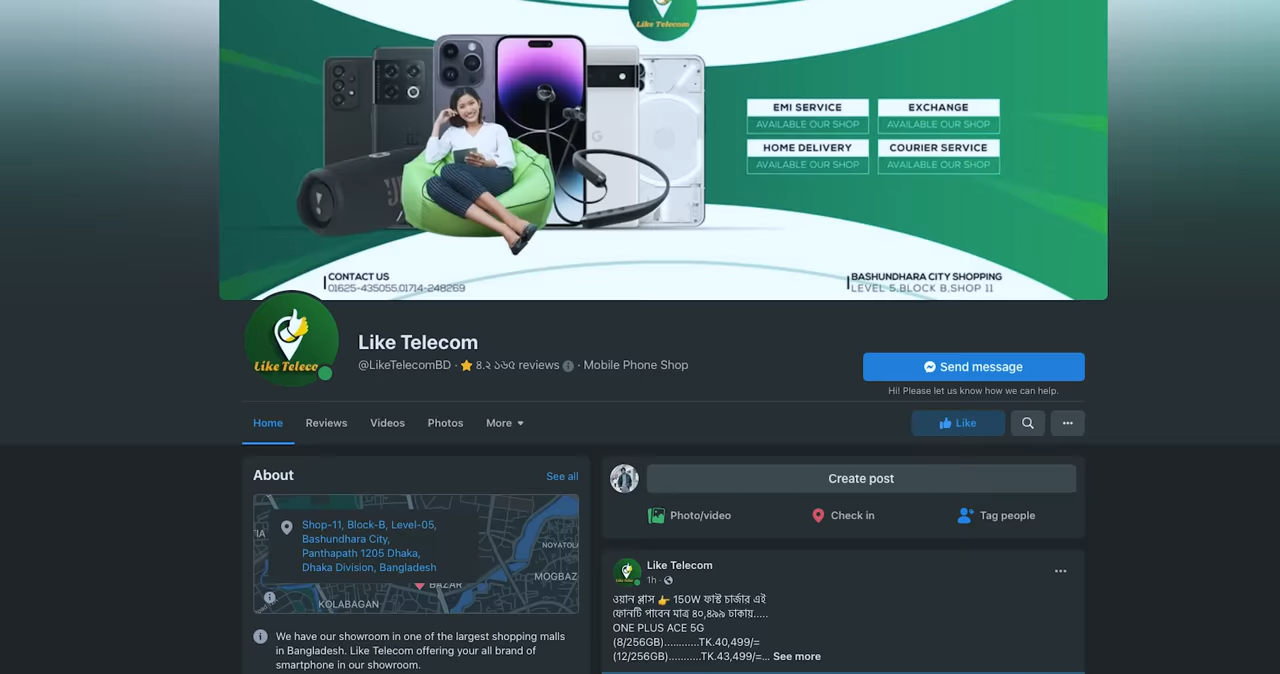 Like Telecom
EMI SERVICE
AVAILABLE OUR SHOP
EXCHANGE
AVAILABLE OUR SHOP
HOME DELIVERY
AVAILABLE OUR SHOP
COURIER SERVICE
AVAILABLE OUR SHOP
CONTACT US
01625-435055,01714-248269
BASHUNDHARA CITY SHOPPING
LEVEL 5,BLOCK B,SHOP 11
Like Teleco
Like Telecom
@LikeTelecomBD · ৪.২ ১৬৫ reviews · Mobile Phone Shop
Send message
Hi! Please let us know how we can help.
Home
Reviews
Videos
Photos
More
Like
About
See all
Shop-11, Block-B, Level-05,
Bashundhara City,
Panthapath 1205 Dhaka,
Dhaka Division, Bangladesh
NOYATOL
MOGBAZ
BAZAR
KOLABAGAN
We have our showroom in one of the largest shopping malls
in Bangladesh. Like Telecom offering your all brand of
smartphone in our showroom.
Create post
Photo/video
Check in
Tag people
Like Telecom
1h ·
ওয়ান প্লাস 👉 150W ফাস্ট চার্জার এই
ফোনটি পাবেন মাত্র ৪০,৪৯৯ ঢাকায়.....
ONE PLUS ACE 5G
(8/256GB)...........TK.40,499/=
(12/256GB)...........TK.43,499/=... See more